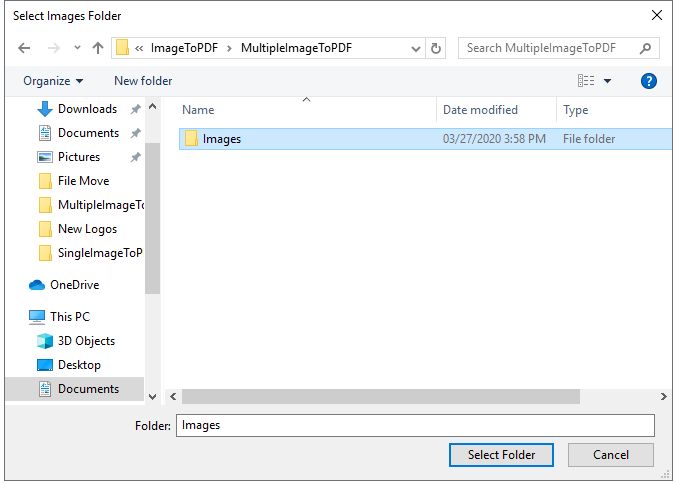 Select Images Folder
« ImageToPDF > MultipleImageToPDF
Search MultipleImageToPDF
Organize
New folder
?
Downloads
Documents
Pictures
File Move
MultipleImageTo
New Logos
SingleImageToP
OneDrive
This PC
3D Objects
Desktop
Documents
Name Date modified Type
Images 03/27/2020 3:58 PM File folder
Folder: Images
Select Folder Cancel